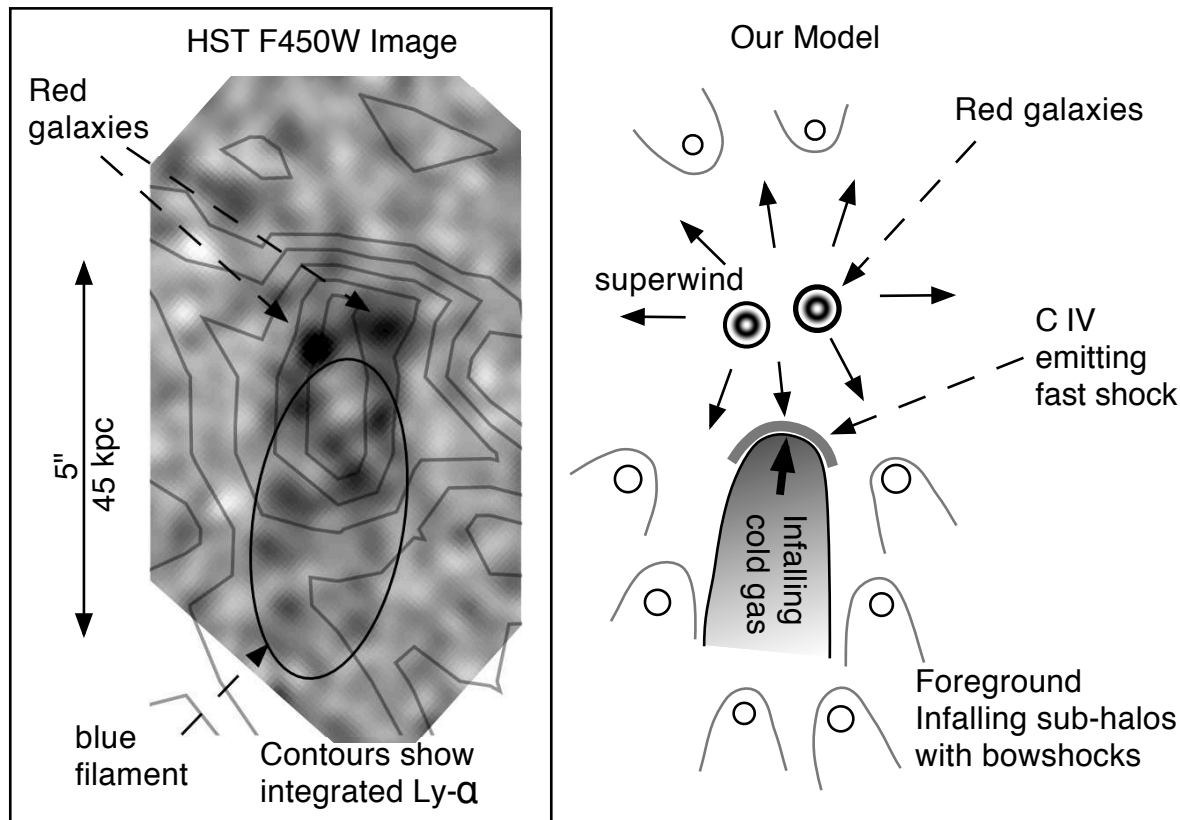 HST F450W Image
Red
galaxies
5"
45 kpc
blue
filament
Contours show
integrated Ly-α
Our Model
Red galaxies
superwind
C IV
emitting
fast shock
Infalling
cold gas
Foreground
Infalling sub-halos
with bowshocks